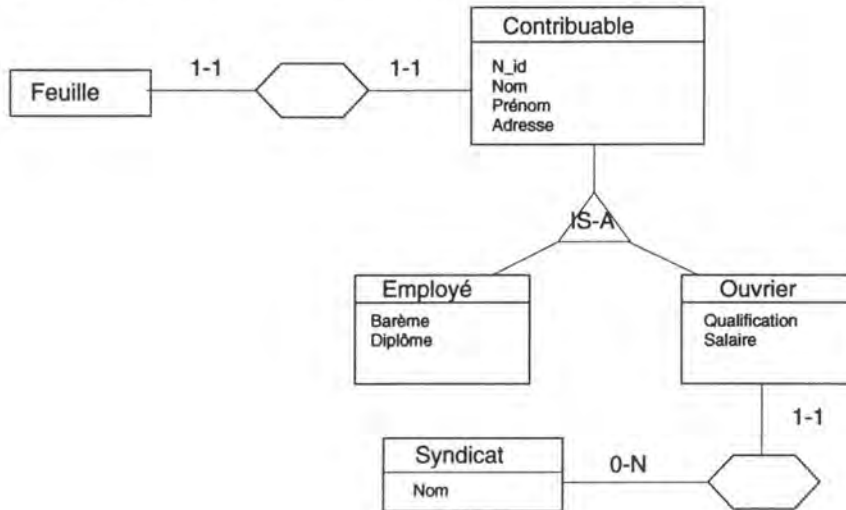 Contribuable
1-1
1-1
Feuille
N_id
Nom
Prénom
Adresse
IS-A
Employé
Ouvrier
Barème
Diplôme
Qualification
Salaire
1-1
Syndicat
0-N
Nom